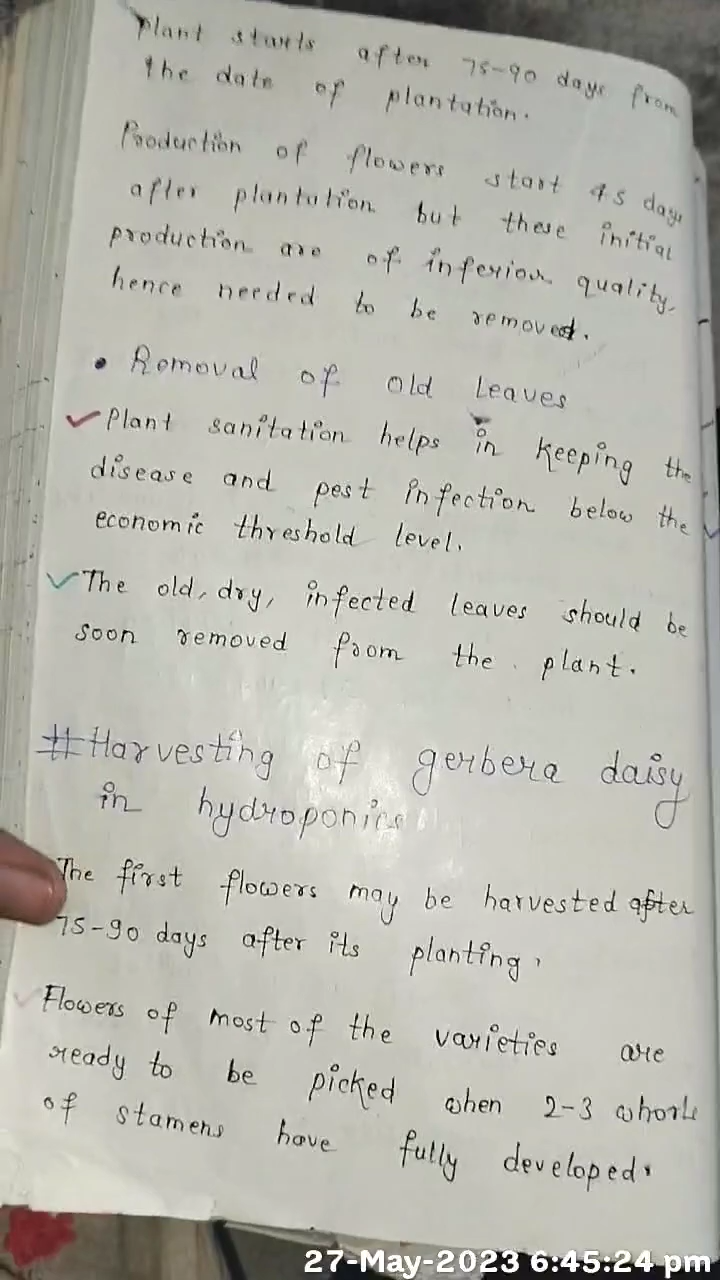 plant starts after 75-90 days from
the date of plantation.
Production of flowers start 45 days
after plantation but these initial
production are of inferior quality,
hence needed to be removed.
• Removal of old leaves
✓ Plant sanitation helps in keeping the
disease and pest infection below the
economic threshold level.
✓ The old, dry, infected leaves should be
soon removed from the plant.
# Harvesting of gerbera daisy
in hydroponics
The first flowers may be harvested after
75-90 days after its planting.
✓ Flowers of most of the varieties are
ready to be picked when 2-3 whorls
of stamens have fully developed.
27-May-2023 6:45:24 pm